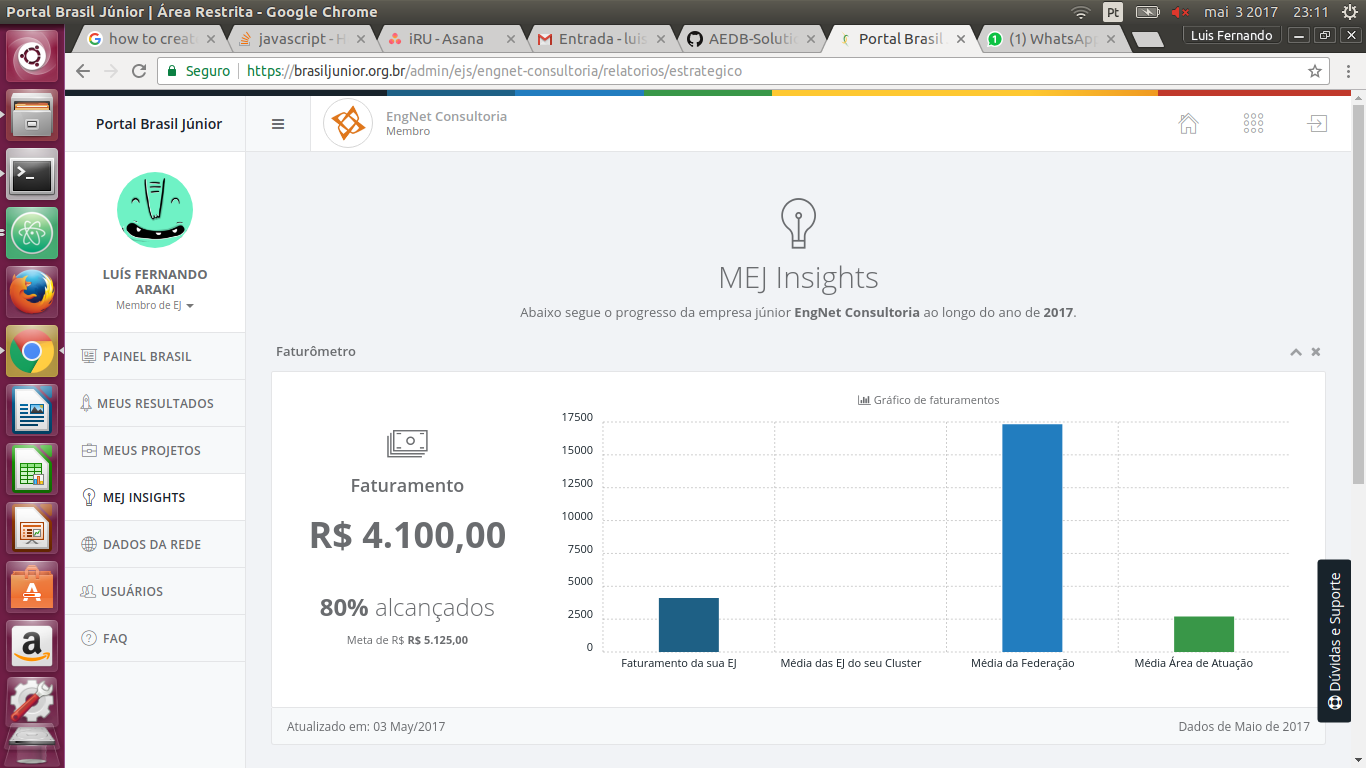 Portal Brasil Júnior | Área Restrita - Google Chrome
Pt
mai 3 2017
23:11
how to create
javascript - H
iRU - Asana
Entrada - luis
AEDB-Solutio
Portal Brasil
(1) WhatsApp
Luis Fernando
Seguro
https://brasiljunior.org.br/admin/ejs/engnet-consultoria/relatorios/estrategico
Portal Brasil Júnior
EngNet Consultoria
Membro
LUÍS FERNANDO
ARAKI
Membro de EJ
PAINEL BRASIL
MEUS RESULTADOS
MEUS PROJETOS
MEJ INSIGHTS
DADOS DA REDE
USUÁRIOS
FAQ
MEJ Insights
Abaixo segue o progresso da empresa júnior EngNet Consultoria ao longo do ano de 2017.
Faturômetro
Faturamento
R$ 4.100,00
80% alcançados
Meta de R$ R$ 5.125,00
Gráfico de faturamentos
17500
15000
12500
10000
7500
5000
2500
0
Faturamento da sua EJ
Média das EJ do seu Cluster
Média da Federação
Média Área de Atuação
Atualizado em: 03 May/2017
Dados de Maio de 2017
Dúvidas e Suporte